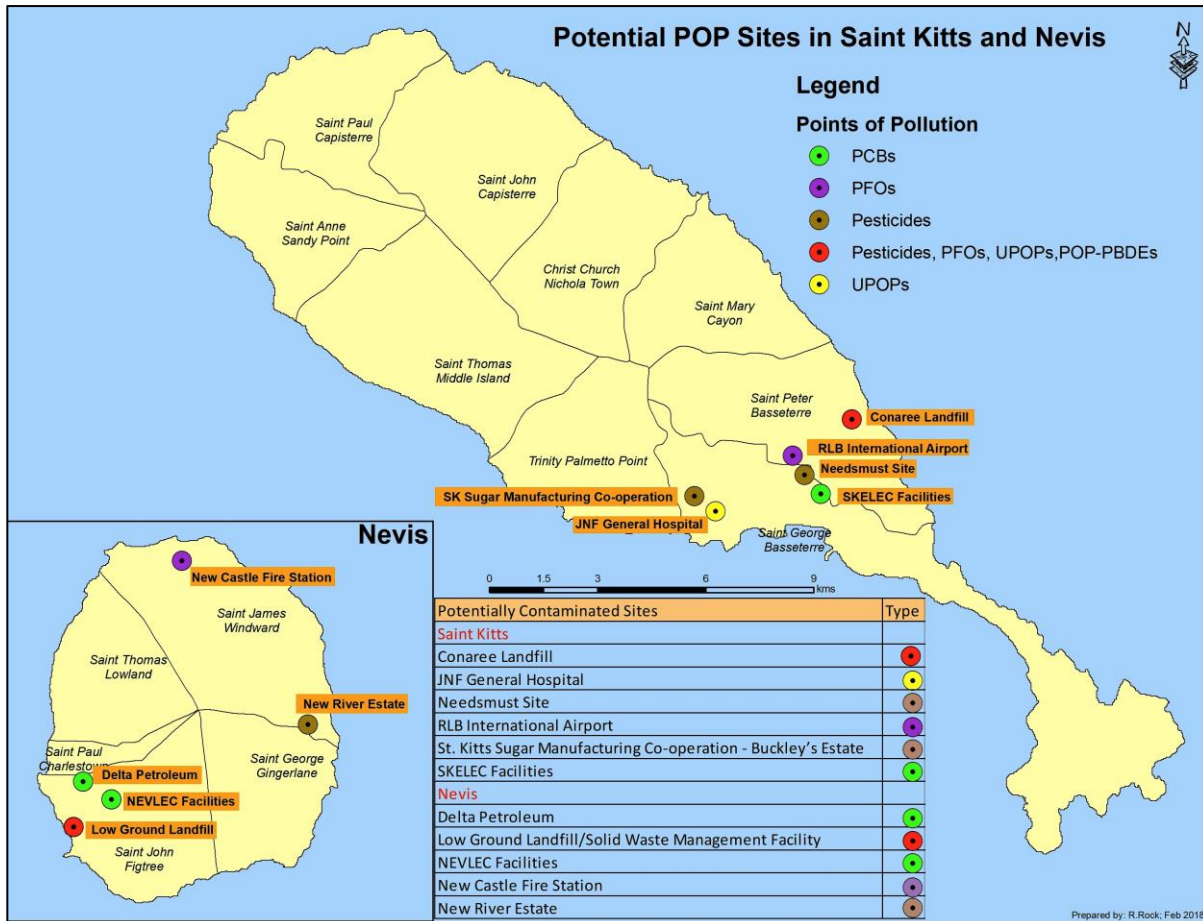 Potential POP Sites in Saint Kitts and Nevis
N
Legend
Points of Pollution
PCBs
PFOs
Pesticides
Pesticides, PFOs, UPOPs,POP-PBDEs
UPOPs
Saint Paul
Capisterre
Saint John
Capisterre
Saint Anne
Sandy Point
Christ Church
Nichola Town
Saint Mary
Cayon
Saint Thomas
Middle Island
Saint Peter
Basseterre
Conaree Landfill
Trinity Palmetto Point
RLB International Airport
Needsmust Site
SK Sugar Manufacturing Co-operation
SKELEC Facilities
JNF General Hospital
Saint George
Basseterre
0 1.5 3 6 9
kms
Nevis
New Castle Fire Station
Saint James
Windward
Saint Thomas
Lowland
New River Estate
Saint Paul
Charlestown
Saint George
Gingerlane
Delta Petroleum
NEVLEC Facilities
Low Ground Landfill
Saint John
Figtree
Potentially Contaminated Sites Type
Saint Kitts
Conaree Landfill
JNF General Hospital
Needsmust Site
RLB International Airport
St. Kitts Sugar Manufacturing Co-operation - Buckley's Estate
SKELEC Facilities
Nevis
Delta Petroleum
Low Ground Landfill/Solid Waste Management Facility
NEVLEC Facilities
New Castle Fire Station
New River Estate
Prepared by: R.Rock; Feb 2018